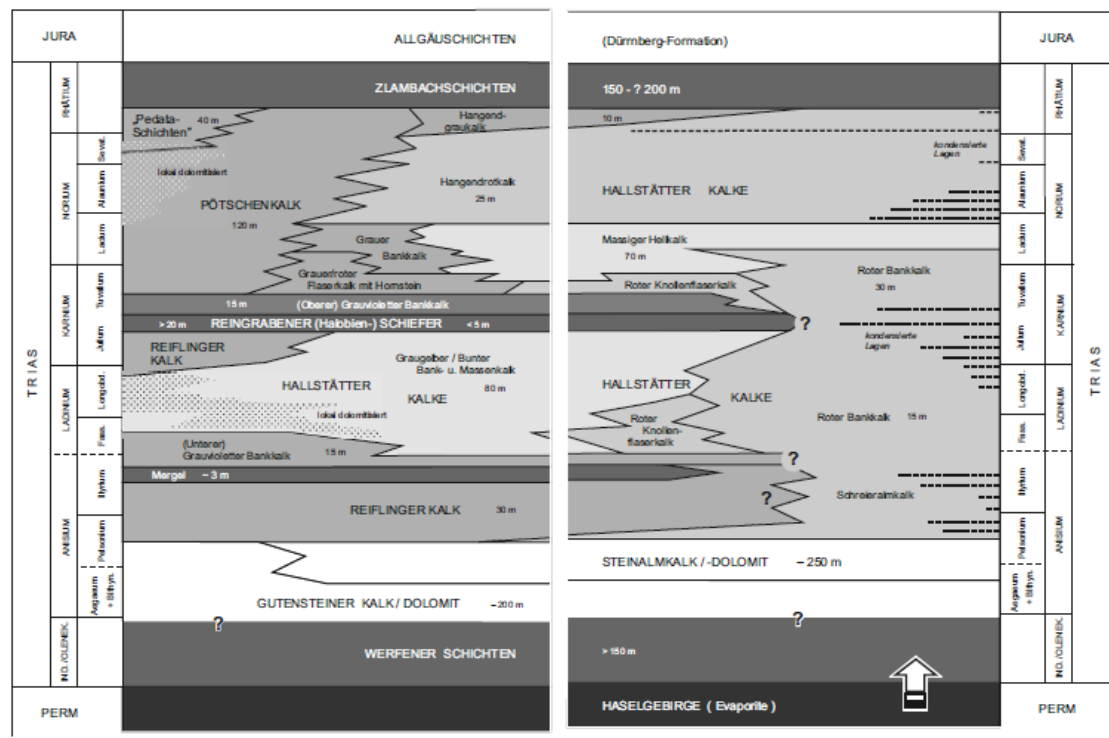 JURA
ALLGÄUSCHICHTEN
(Dürrnberg-Formation)
JURA
TRIAS
RHÄTIUM
NORIUM
Sevat.
Alaunium
Lacium
KARNIUM
Tuvalium
Julium
LADINIUM
Longobd.
Fass.
ANISIUM
Illyrium
Pelsonium
Aegaeum
+ Bithyn.
IND./OLENEK.
PERM
ZLAMBACHSCHICHTEN
„Pedata-
Schichten"
40 m
Hangend-
graukalk
lokal dolomitisiert
Hangendrotkalk
25 m
PÖTSCHENKALK
120 m
Grauer
Bankkalk
Grauer/roter
Flaserkalk mit Hornstein
15 m
(Oberer) Grauvioletter Bankkalk
> 20 m
REINGRABENER (Halobien-) SCHIEFER
< 5 m
REIFLINGER
KALK
Graugelber / Bunter
Bank- u. Massenkalk
HALLSTÄTTER
80 m
KALKE
lokal dolomitisiert
(Unterer)
Grauvioletter Bankkalk
15 m
Mergel
~ 3 m
REIFLINGER KALK
30 m
GUTENSTEINER KALK / DOLOMIT
~ 200 m
?
WERFENER SCHICHTEN
150 - ? 200 m
10 m
kondensierte
Lagen
HALLSTÄTTER KALKE
Massiger Hellkalk
70 m
Roter Bankkalk
30 m
Roter Knollenflaserkalk
?
kondensierte
Lagen
HALLSTÄTTER
KALKE
Roter
Knollen-
flaserkalk
Roter Bankkalk
15 m
?
?
Schreieralmkalk
STEINALMKALK / -DOLOMIT
~ 250 m
?
> 150 m
HASELGEBIRGE ( Evaporite )
RHÄTIUM
Sevat.
Alaunium
NORIUM
Lacium
Tuvalium
KARNIUM
Julium
Longobd.
LADINIUM
Fass.
Illyrium
ANISIUM
Pelsonium
Aegaeum
+ Bithyn.
IND./OLENEK.
TRIAS
PERM